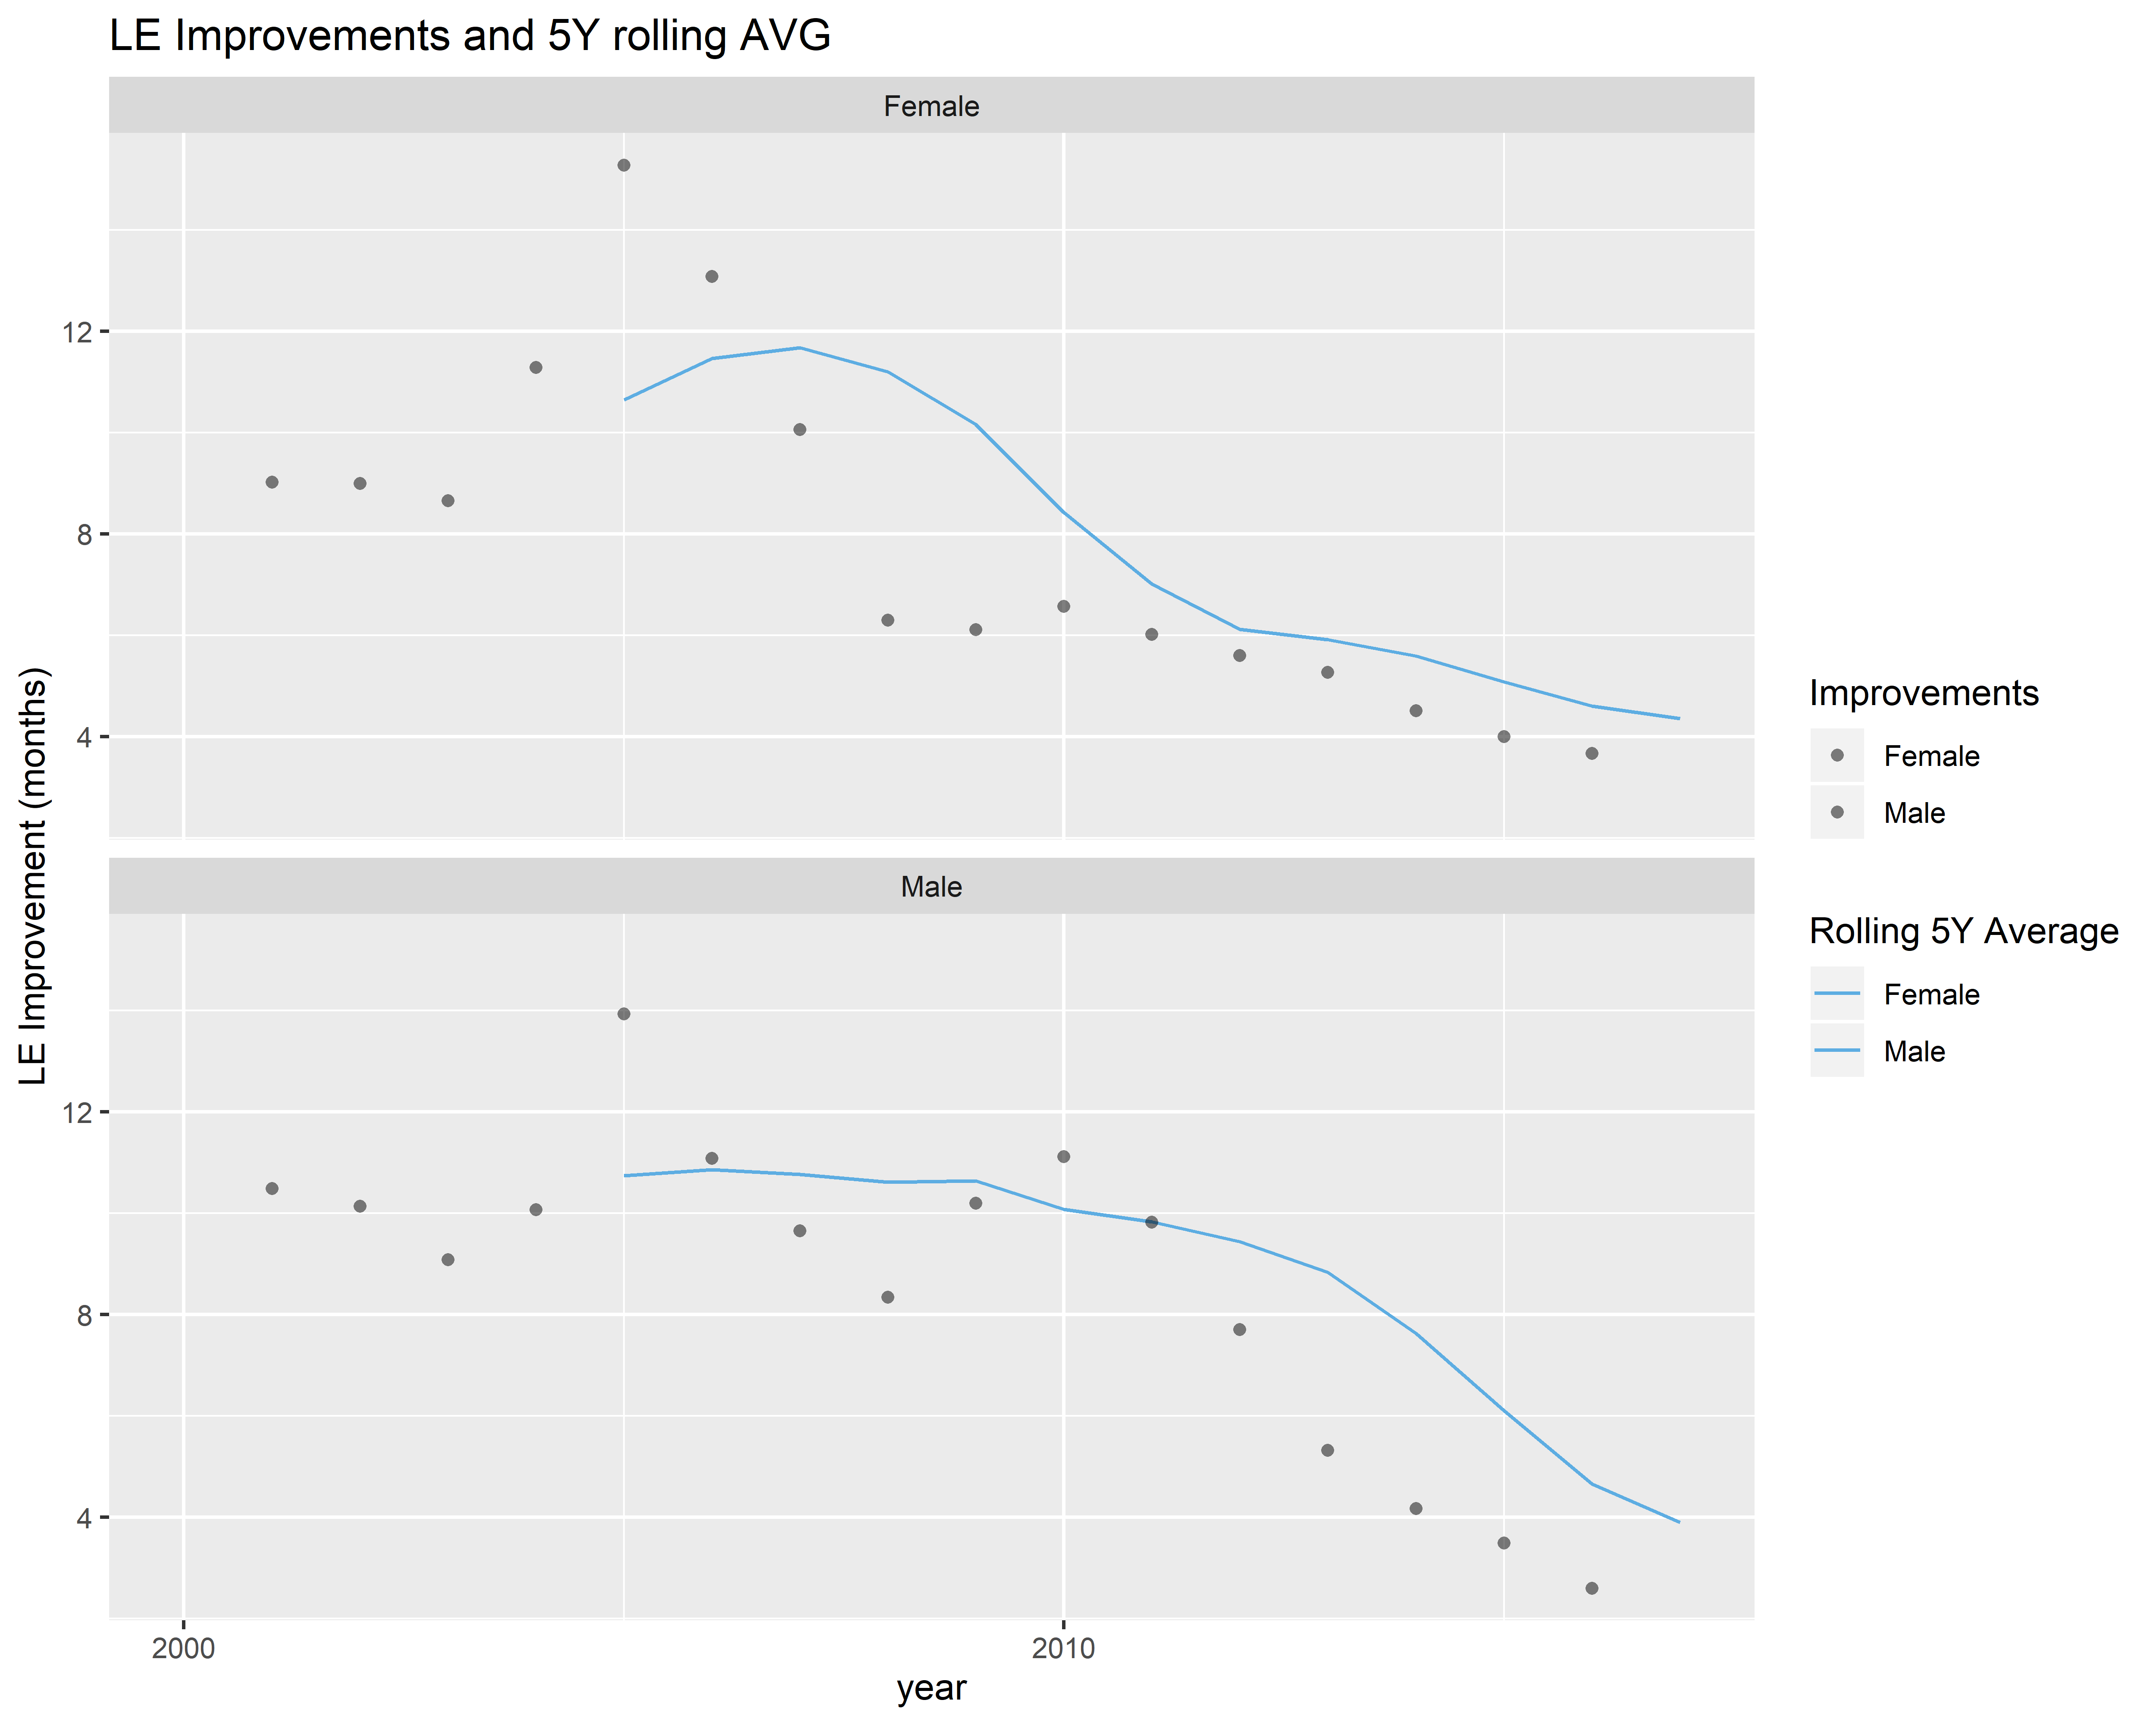 LE Improvements and 5Y rolling AVG
Female
12
8
4
Male
12
8
4
2000
2010
year
LE Improvement (months)
Improvements
Female
Male
Rolling 5Y Average
Female
Male